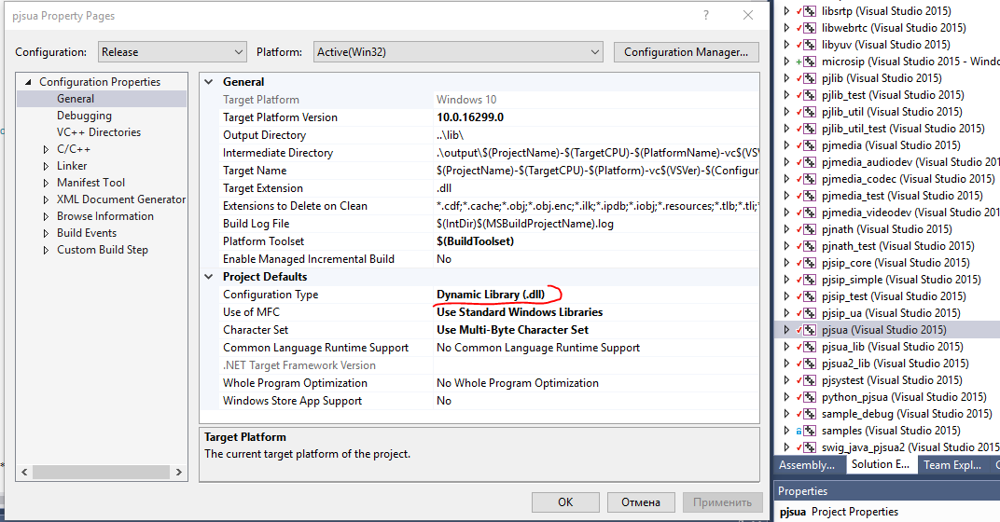 pjsua Property Pages
Configuration: Release Platform: Active(Win32) Configuration Manager...
Configuration Properties
General
Debugging
VC++ Directories
C/C++
Linker
Manifest Tool
XML Document Generator
Browse Information
Build Events
Custom Build Step
General
Target Platform Windows 10
Target Platform Version 10.0.16299.0
Output Directory ..\lib\
Intermediate Directory .\output\$(ProjectName)-$(TargetCPU)-$(PlatformName)-vc$(VSV
Target Name $(ProjectName)-$(TargetCPU)-$(Platform)-vc$(VSVer)-$(Configur
Target Extension .dll
Extensions to Delete on Clean *.cdf;*.cache;*.obj;*.obj.enc;*.ilk;*.ipdb;*.iobj;*.resources;*.tlb;*.tli;*
Build Log File $(IntDir)$(MSBuildProjectName).log
Platform Toolset $(BuildToolset)
Enable Managed Incremental Build No
Project Defaults
Configuration Type Dynamic Library (.dll)
Use of MFC Use Standard Windows Libraries
Character Set Use Multi-Byte Character Set
Common Language Runtime Support No Common Language Runtime Support
.NET Target Framework Version
Whole Program Optimization No Whole Program Optimization
Windows Store App Support No
Target Platform
The current target platform of the project.
OK Отмена Применить
libsrtp (Visual Studio 2015)
libwebrtc (Visual Studio 2015)
libyuv (Visual Studio 2015)
microsip (Visual Studio 2015 - Windo
pjlib (Visual Studio 2015)
pjlib_test (Visual Studio 2015)
pjlib_util (Visual Studio 2015)
pjlib_util_test (Visual Studio 2015)
pjmedia (Visual Studio 2015)
pjmedia_audiodev (Visual Studio 2015)
pjmedia_codec (Visual Studio 2015)
pjmedia_test (Visual Studio 2015)
pjmedia_videodev (Visual Studio 2015)
pjnath (Visual Studio 2015)
pjnath_test (Visual Studio 2015)
pjsip_core (Visual Studio 2015)
pjsip_simple (Visual Studio 2015)
pjsip_test (Visual Studio 2015)
pjsip_ua (Visual Studio 2015)
pjsua (Visual Studio 2015)
pjsua_lib (Visual Studio 2015)
pjsua2_lib (Visual Studio 2015)
pjsystest (Visual Studio 2015)
python_pjsua (Visual Studio 2015)
sample_debug (Visual Studio 2015)
samples (Visual Studio 2015)
swig_java_pjsua2 (Visual Studio 2015
Assembly... Solution E... Team Expl...
Properties
pjsua Project Properties